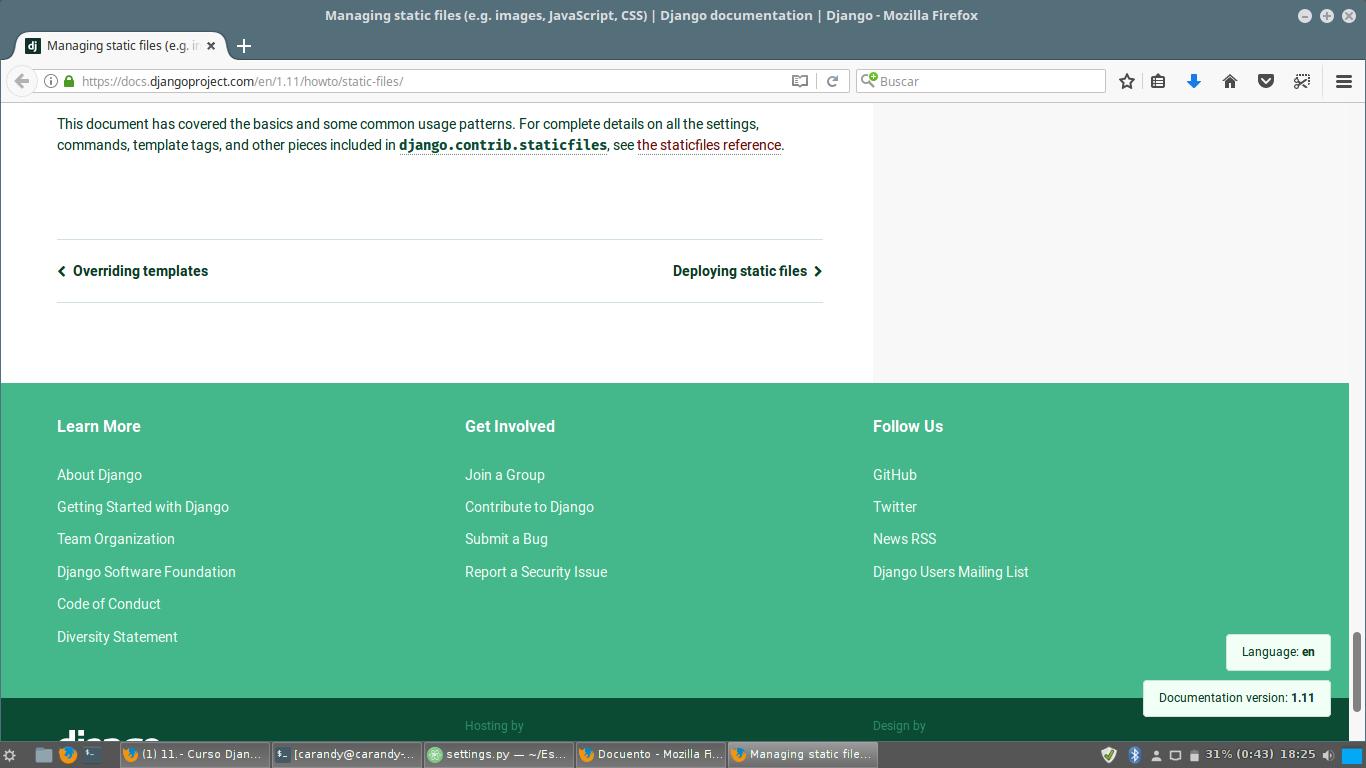 Managing static files (e.g. images, JavaScript, CSS) | Django documentation | Django - Mozilla Firefox
dj Managing static files (e.g. in
https://docs.djangoproject.com/en/1.11/howto/static-files/
Buscar
This document has covered the basics and some common usage patterns. For complete details on all the settings,
commands, template tags, and other pieces included in django.contrib.staticfiles, see the staticfiles reference.
Overriding templates
Deploying static files
Learn More
About Django
Getting Started with Django
Team Organization
Django Software Foundation
Code of Conduct
Diversity Statement
Get Involved
Join a Group
Contribute to Django
Submit a Bug
Report a Security Issue
Follow Us
GitHub
Twitter
News RSS
Django Users Mailing List
Language: en
Documentation version: 1.11
django
Hosting by
Design by
(1) 11.- Curso Djan...
[carandy@carandy-...
settings.py — ~/Es...
Docuento - Mozilla Fi...
Managing static file...
31% (0:43) 18:25